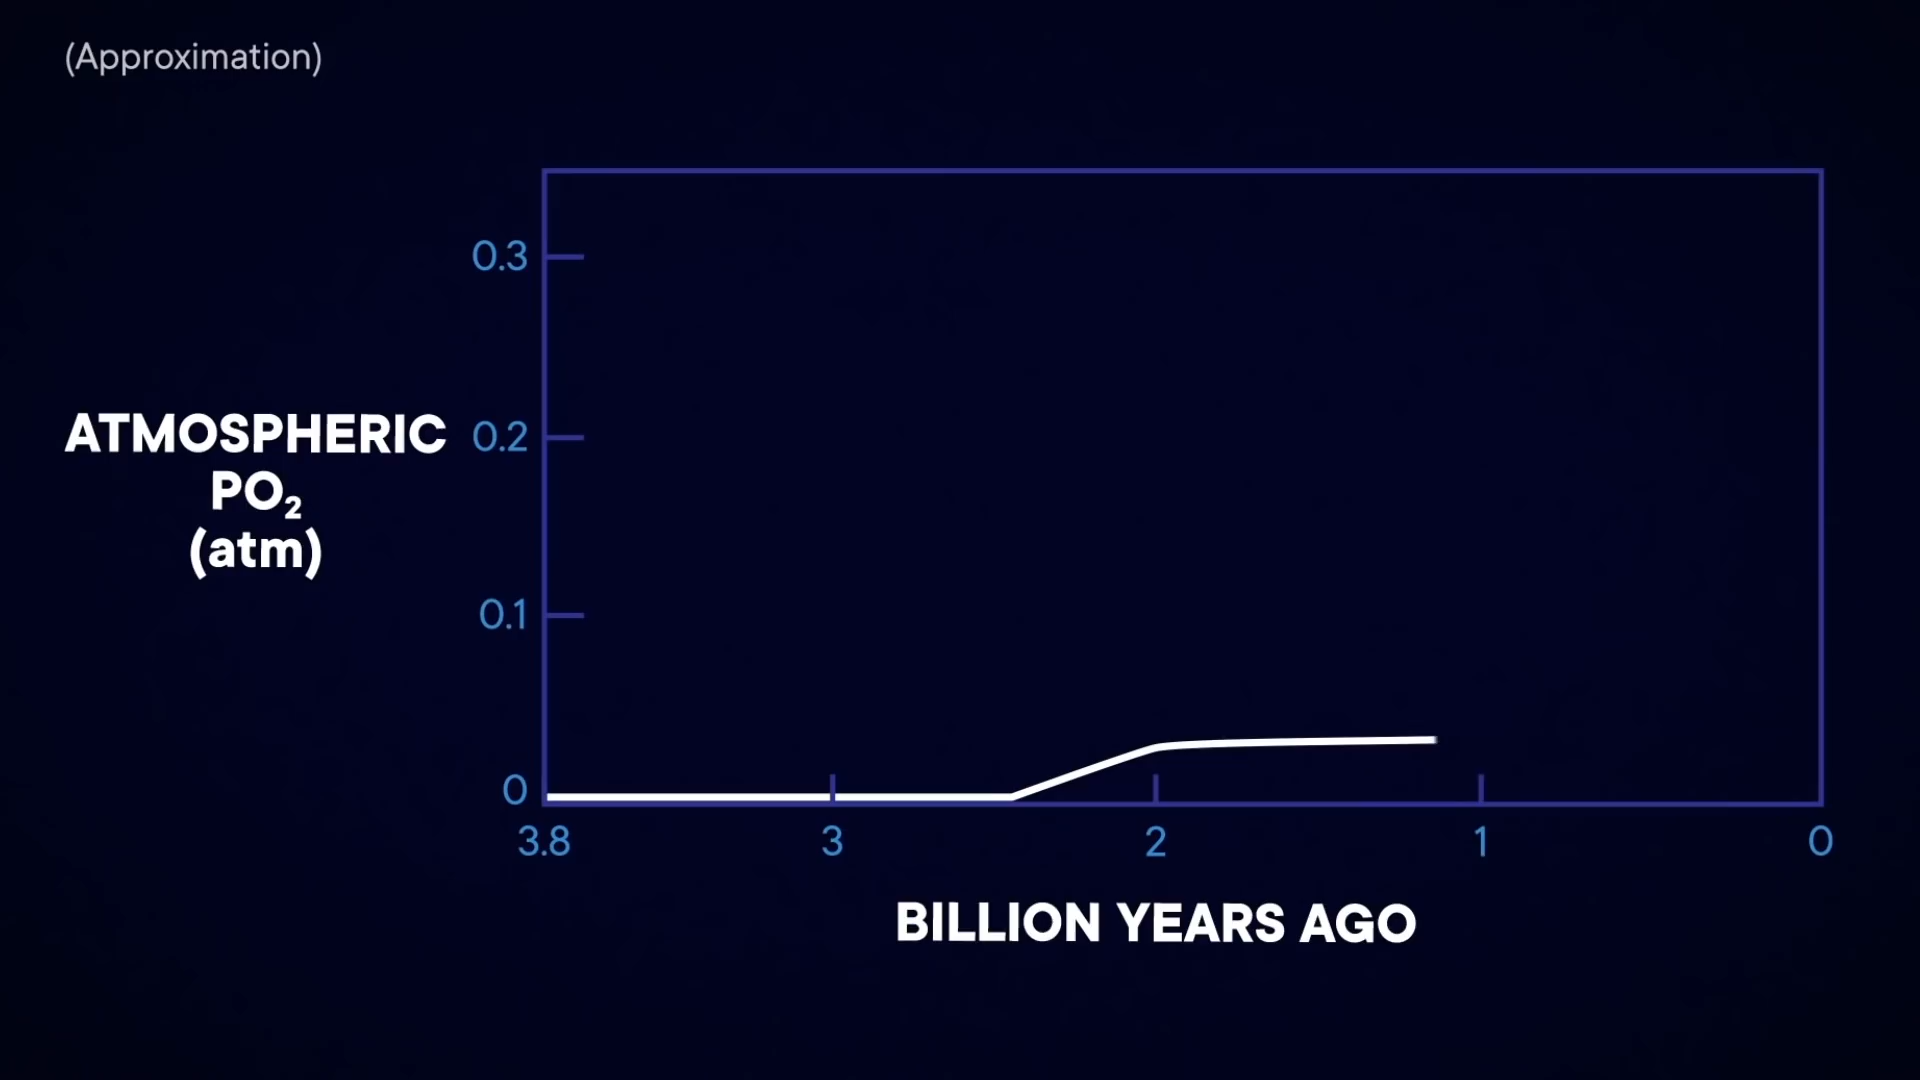 (Approximation)
0.3
ATMOSPHERIC
PO₂
(atm)
0.2
0.1
0
3.8
3
2
1
0
BILLION YEARS AGO